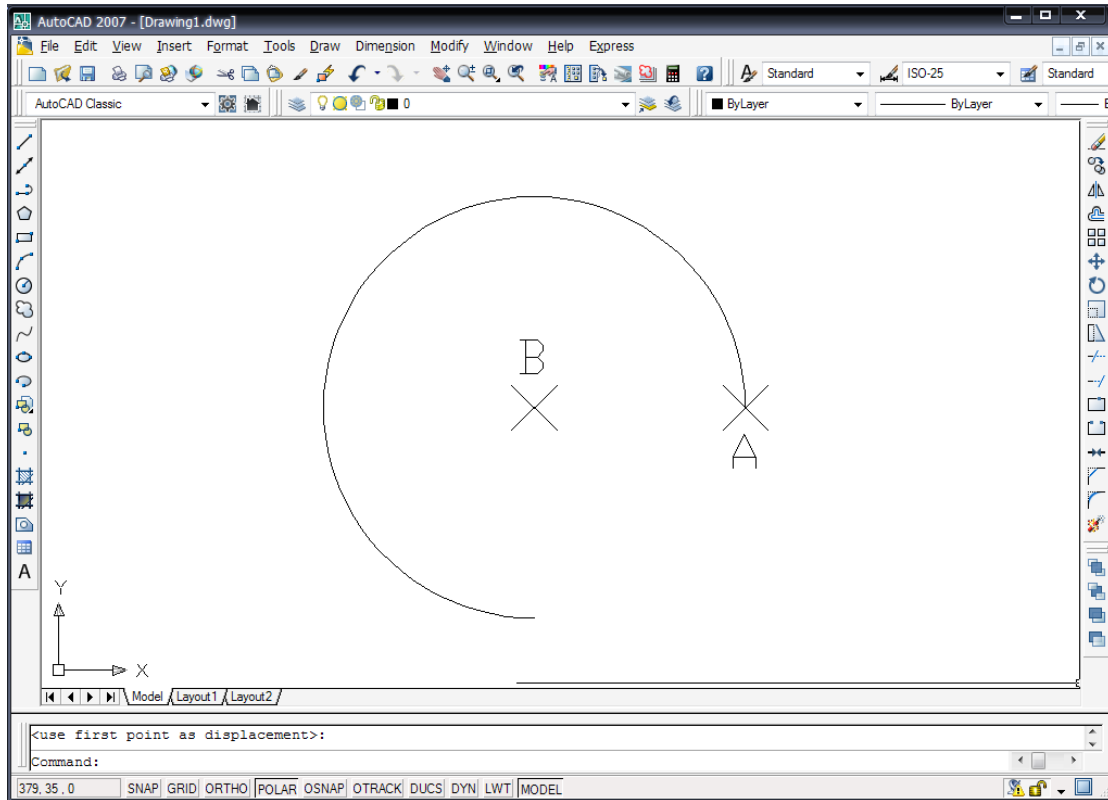 AutoCAD 2007 - [Drawing1.dwg]
File Edit View Insert Format Tools Draw Dimension Modify Window Help Express
Standard ISO-25 Standard
AutoCAD Classic 0 ByLayer ByLayer
B
A
A
Y
X
Model Layout1 Layout2
<use first point as displacement>:
Command:
379, 35 , 0 SNAP GRID ORTHO POLAR OSNAP OTRACK DUCS DYN LWT MODEL